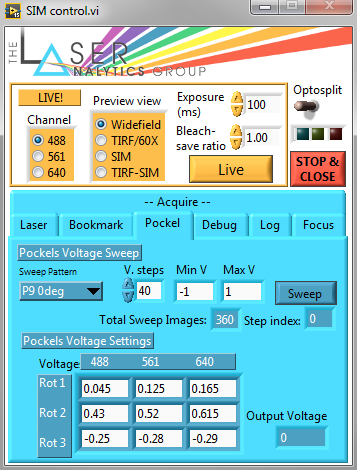 SIM control.vi
THE LASER
ANALYTICS GROUP
LIVE!
Channel
488
561
640
Preview view
Widefield
TIRF/60X
SIM
TIRF-SIM
Exposure
(ms)
100
Bleach-
save ratio
1.00
Live
Optosplit
STOP &
CLOSE
-- Acquire --
Laser Bookmark Pockel Debug Log Focus
Pockels Voltage Sweep
Sweep Pattern V. steps Min V Max V
P9 0deg 40 -1 1 Sweep
Total Sweep Images: 360 Step index: 0
Pockels Voltage Settings
Voltage 488 561 640
Rot 1 0.045 0.125 0.165
Rot 2 0.43 0.52 0.615
Rot 3 -0.25 -0.28 -0.29
Output Voltage
0